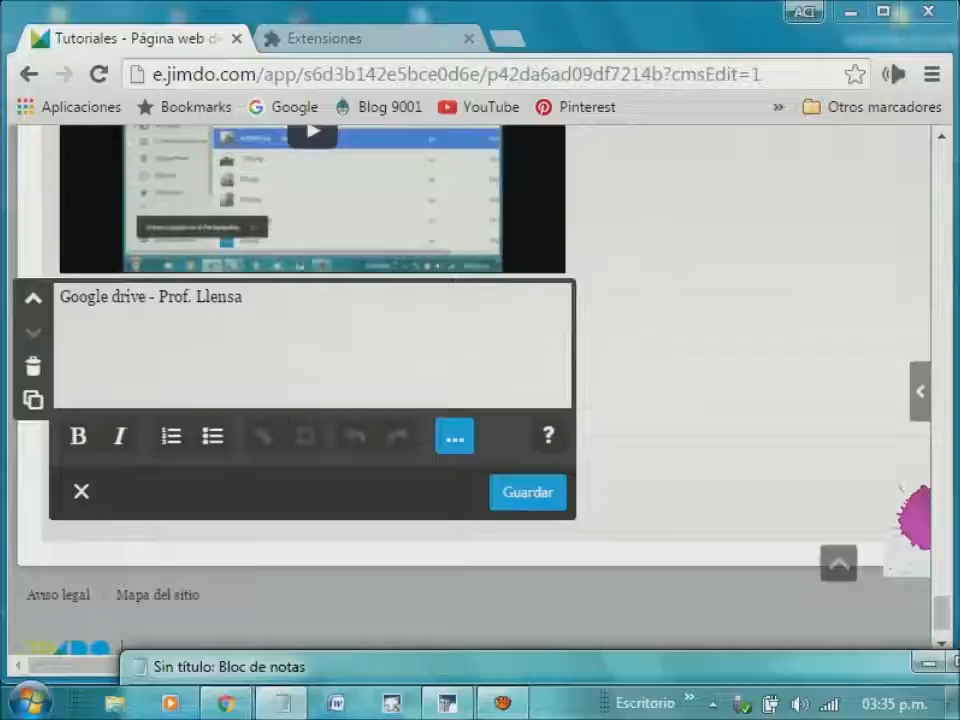 ACI
Tutoriales - Página web d
Extensiones
e.jimdo.com/app/s6d3b142e5bce0d6e/p42da6ad09df7214b?cmsEdit=1
Aplicaciones
Bookmarks
Google
Blog 9001
YouTube
Pinterest
»
Otros marcadores
Google drive - Prof. Llensa
B
I
...
?
Guardar
Aviso legal
Mapa del sitio
Sin título: Bloc de notas
Escritorio
»
03:35 p.m.